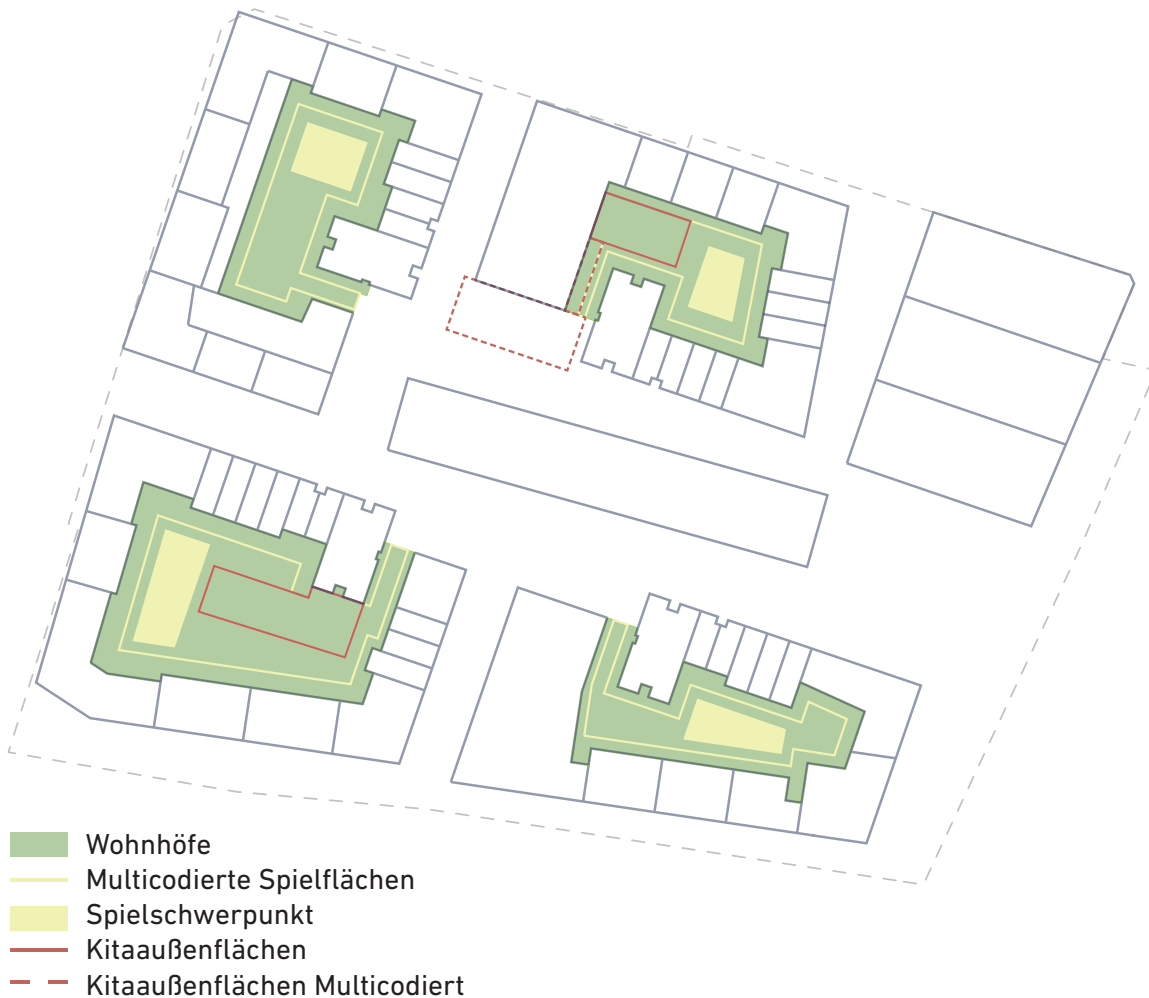 Wohnhöfe
Multicodierte Spielflächen
Spielschwerpunkt
Kitaaußenflächen
Kitaaußenflächen Multicodiert